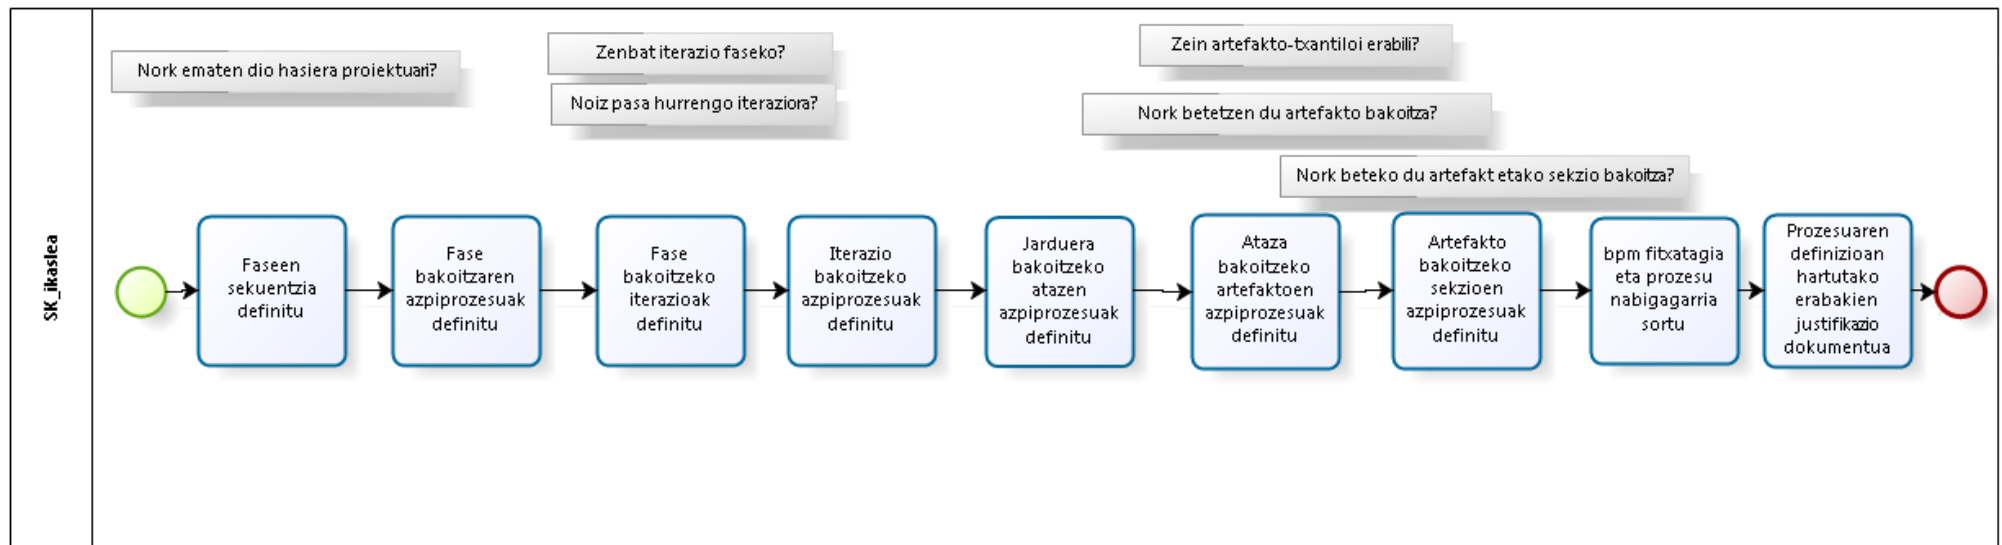 SK_ikaslea
Nork ematen dio hasiera proiektuari?
Zenbat iterazio faseko?
Noiz pasa hurrengo iteraziora?
Zein artefakto-txantiloi erabili?
Nork betetzen du artefakto bakoitza?
Nork beteko du artefakt etako sekzio bakoitza?
Faseen
sekuentzia
definitu
Fase
bakoitzaren
azpiprozesuak
definitu
Fase
bakoitzeko
iterazioak
definitu
Iterazio
bakoitzeko
azpiprozesuak
definitu
Jarduera
bakoitzeko
atazen
azpiprozesuak
definitu
Ataza
bakoitzeko
artefaktoen
azpiprozesuak
definitu
Artefakto
bakoitzeko
sekzioen
azpiprozesuak
definitu
bpm fitxatagia
eta prozesu
nabigagarria
sortu
Prozesuaren
definizioan
hartutako
erabakien
justifikazio
dokumentua